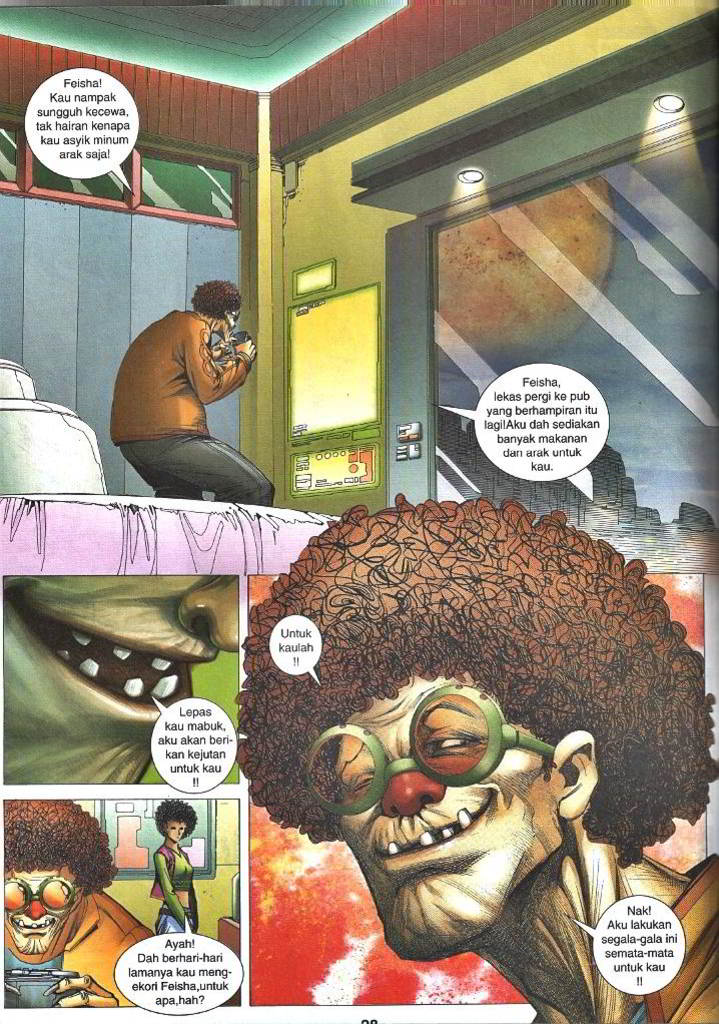 Feisha!
Kau nampak
sungguh kecewa,
tak hairan kenapa
kau asyik minum
arak saja!
Feisha,
lekas pergi ke pub
yang berhampiran itu
lagi!Aku dah sediakan
banyak makanan
dan arak untuk
kau.
Lepas
kau mabuk,
aku akan beri-
kan kejutan
untuk kau
!!
Untuk
kaulah
!!
Ayah!
Dah berhari-hari
lamanya kau meng-
ekori Feisha,untuk
apa,hah?
Nak!
Aku lakukan
segala-gala ini
semata-mata
untuk kau
!!